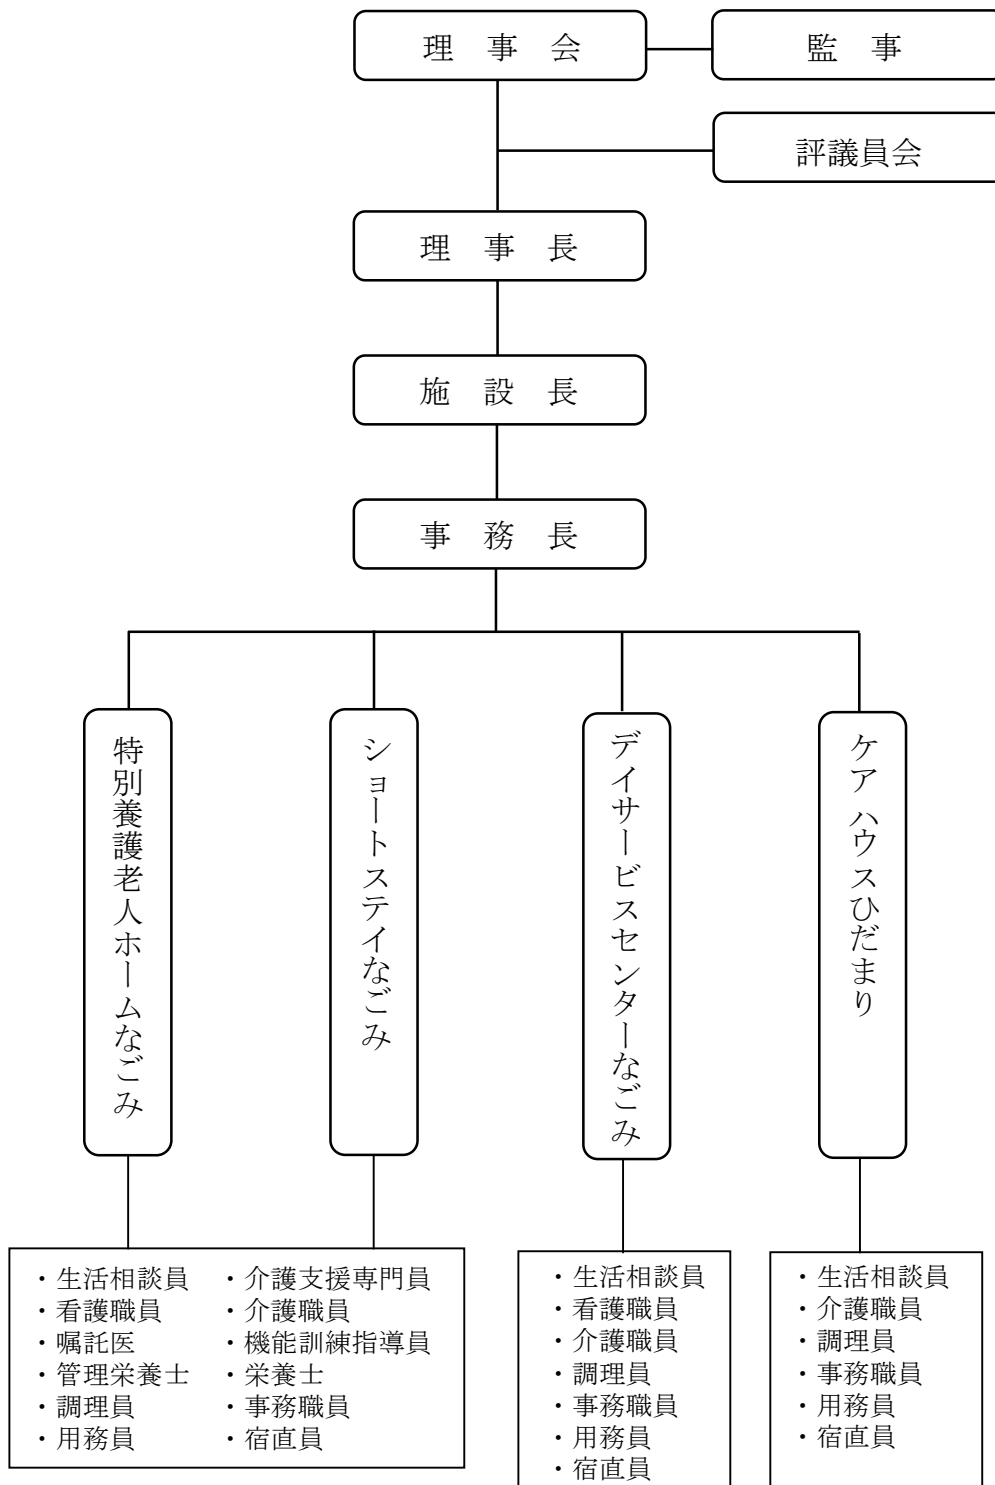 理　事　会
監　事
評議員会
理　事　長
施　設　長
事　務　長
特別養護老人ホームなごみ
ショートステイなごみ
デイサービスセンターなごみ
ケアハウスひだまり
・生活相談員　・介護支援専門員
・看護職員　・介護職員
・嘱託医　・機能訓練指導員
・管理栄養士　・栄養士
・調理員　・事務職員
・用務員　・宿直員
・生活相談員
・看護職員
・介護職員
・調理員
・事務職員
・用務員
・宿直員
・生活相談員
・介護職員
・調理員
・事務職員
・用務員
・宿直員